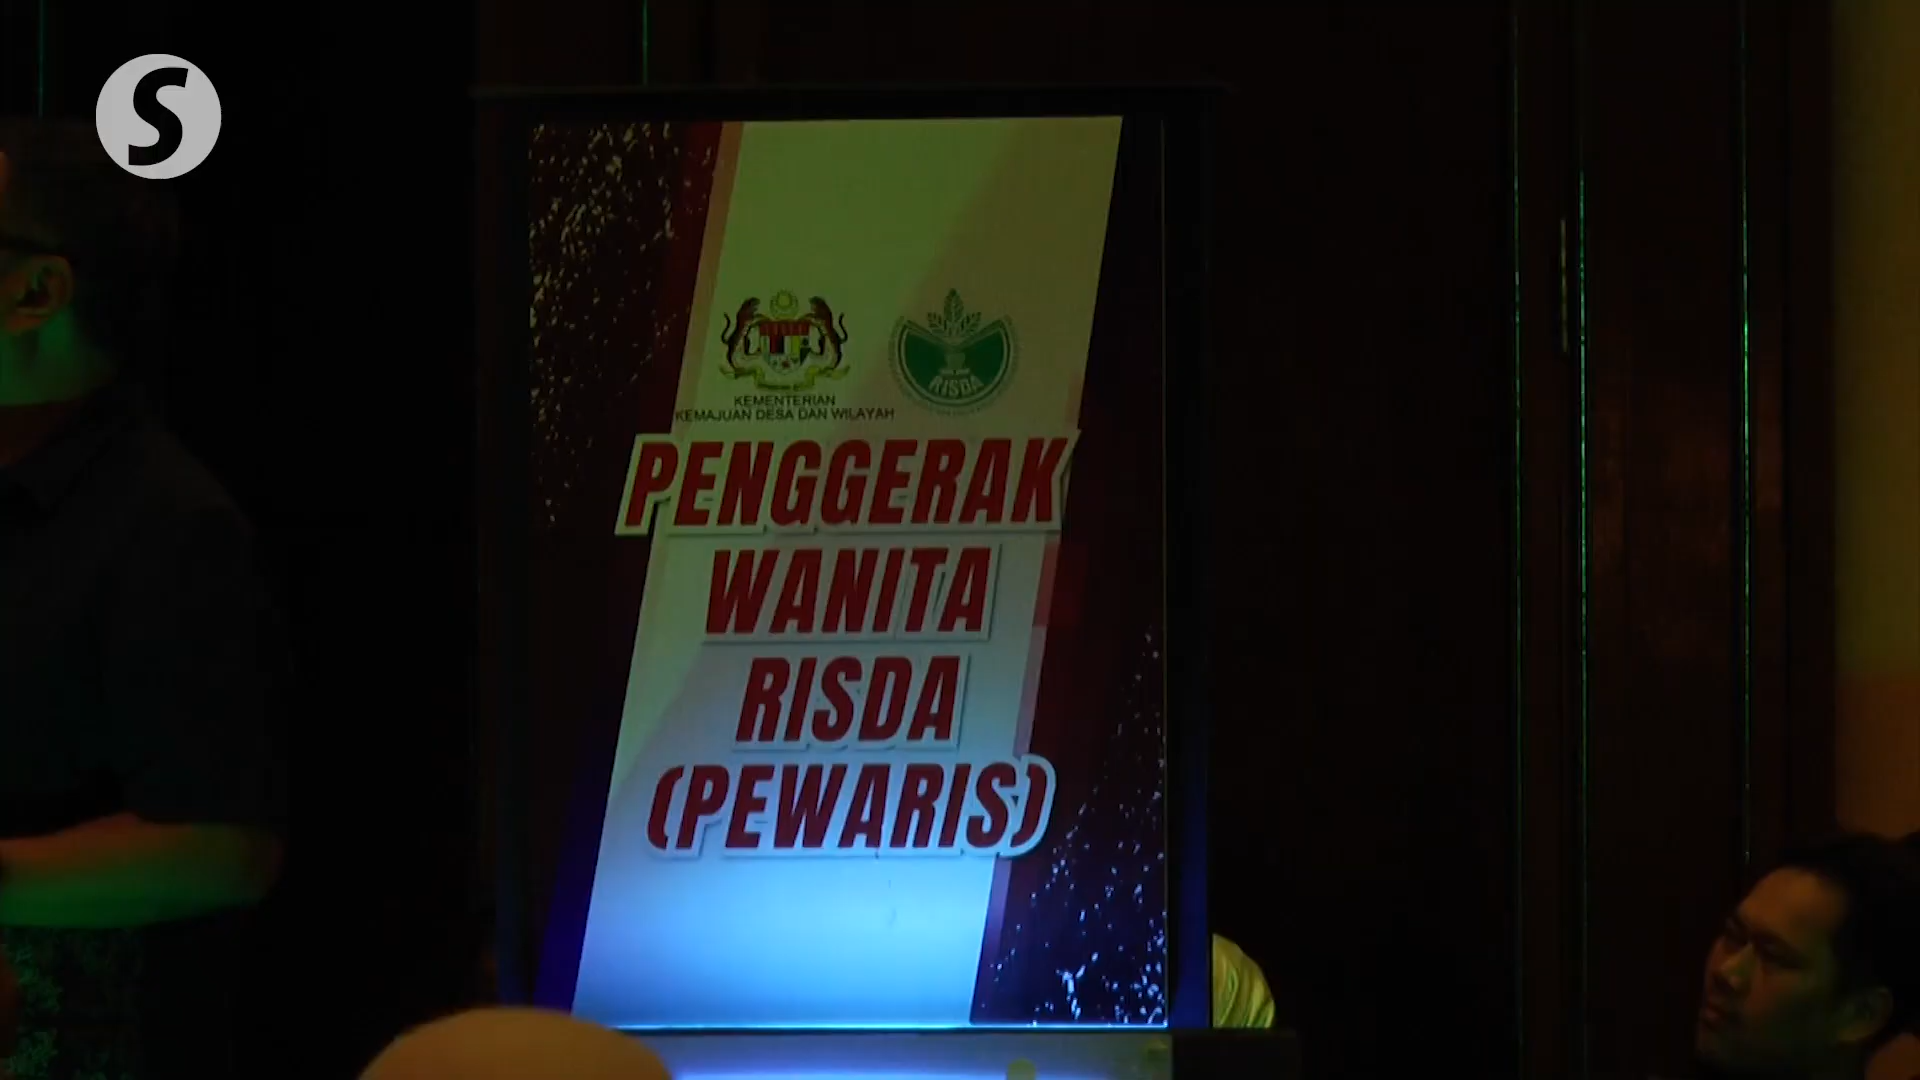 S
KEMENTERIAN
KEMAJUAN DESA DAN WILAYAH
RISDA
PENGGERAK
WANITA
RISDA
(PEWARIS)